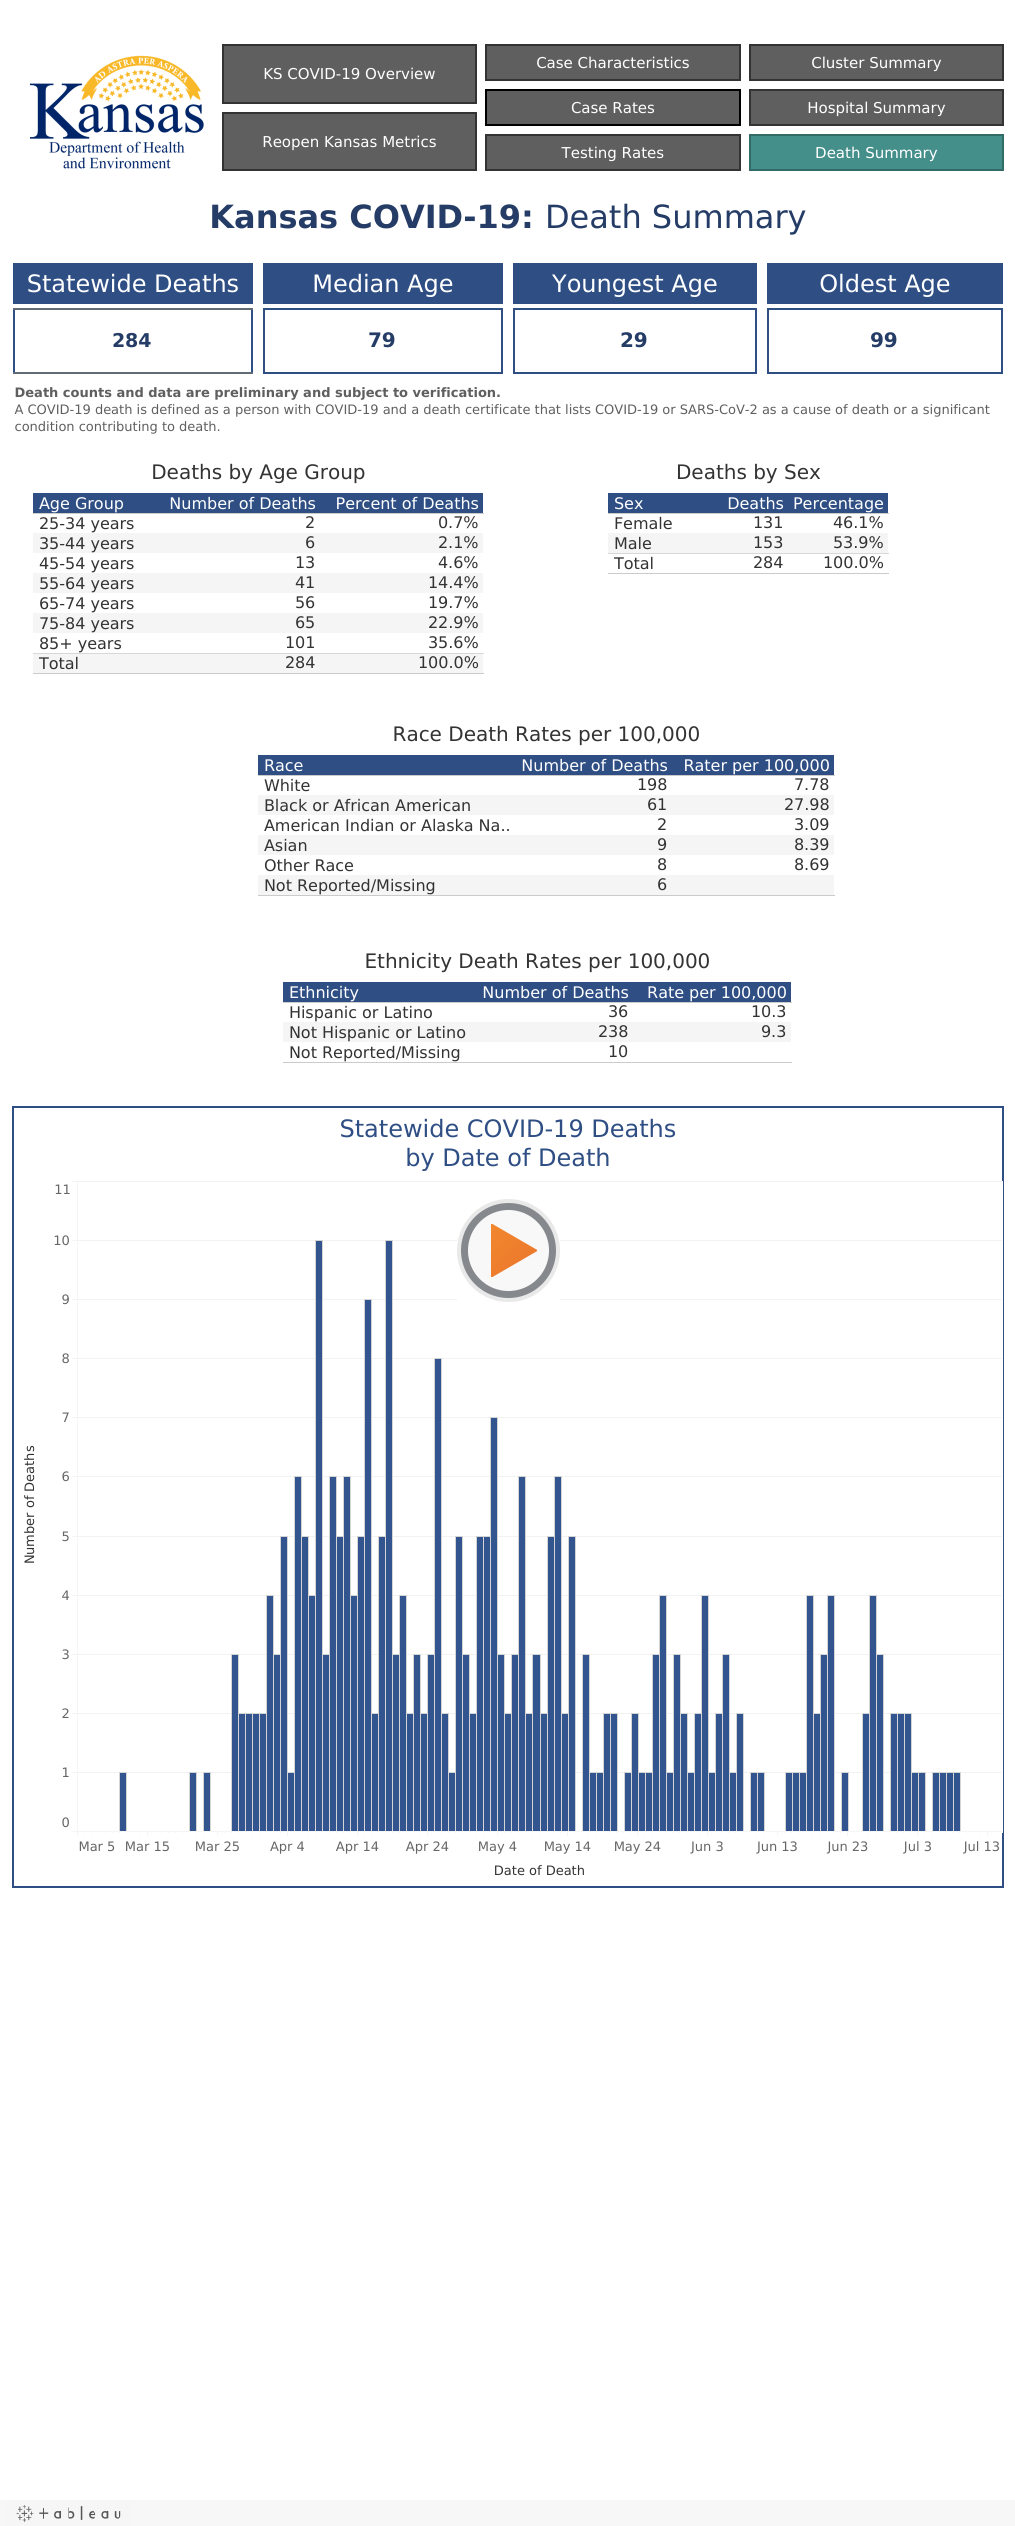 AD ASTRA PER ASPERA
Kansas
Department of Health
and Environment
KS COVID-19 Overview
Reopen Kansas Metrics
Case Characteristics
Case Rates
Testing Rates
Cluster Summary
Hospital Summary
Death Summary
Kansas COVID-19: Death Summary
Statewide Deaths Median Age Youngest Age Oldest Age
284 79 29 99
Death counts and data are preliminary and subject to verification.
A COVID-19 death is defined as a person with COVID-19 and a death certificate that lists COVID-19 or SARS-CoV-2 as a cause of death or a significant
condition contributing to death.
Deaths by Age Group
Age Group Number of Deaths Percent of Deaths
25-34 years 2 0.7%
35-44 years 6 2.1%
45-54 years 13 4.6%
55-64 years 41 14.4%
65-74 years 56 19.7%
75-84 years 65 22.9%
85+ years 101 35.6%
Total 284 100.0%
Deaths by Sex
Sex Deaths Percentage
Female 131 46.1%
Male 153 53.9%
Total 284 100.0%
Race Death Rates per 100,000
Race Number of Deaths Rater per 100,000
White 198 7.78
Black or African American 61 27.98
American Indian or Alaska Na.. 2 3.09
Asian 9 8.39
Other Race 8 8.69
Not Reported/Missing 6
Ethnicity Death Rates per 100,000
Ethnicity Number of Deaths Rate per 100,000
Hispanic or Latino 36 10.3
Not Hispanic or Latino 238 9.3
Not Reported/Missing 10
Statewide COVID-19 Deaths
by Date of Death
11
10
9
8
7
6
5
4
3
2
1
0
Number of Deaths
Mar 5 Mar 15 Mar 25 Apr 4 Apr 14 Apr 24 May 4 May 14 May 24 Jun 3 Jun 13 Jun 23 Jul 3 Jul 13
Date of Death
+ableau